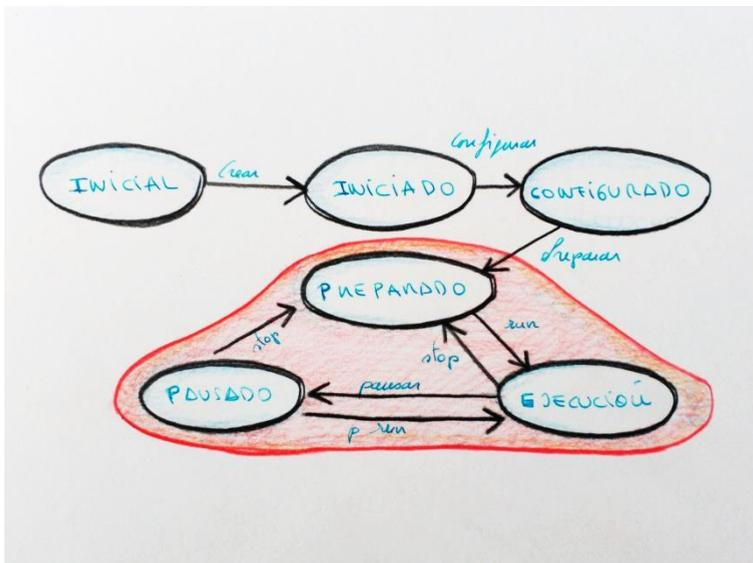 Configurar
INICIAL
Crear
INICIADO
CONFIGURADO
Preparar
PREPARADO
run
stop
stop
PAUSADO
pausar
EJECUCIÓN
p run